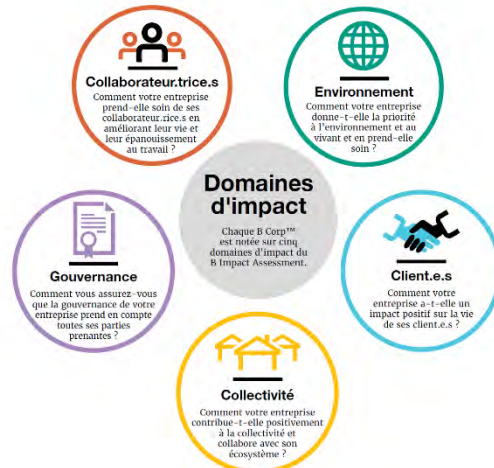 Collaborateur.trice.s
Comment votre entreprise
prend-elle soin de ses
collaborateur.rice.s en
améliorant leur vie et
leur épanouissement
au travail ?
Environnement
Comment votre entreprise
donne-t-elle la priorité
à l'environnement et au
vivant et en prend-elle
soin ?
Domaines
d'impact
Chaque B Corp™
est notée sur cinq
domaines d'impact du
B Impact Assessment.
Gouvernance
Comment vous assurez-vous
que la gouvernance de votre
entreprise prend en compte
toutes ses parties
prenantes ?
Client.e.s
Comment votre
entreprise a-t-elle un
impact positif sur la vie
de ses client.e.s ?
Collectivité
Comment votre entreprise
contribue-t-elle positivement
à la collectivité et
collabore avec son
écosystème ?